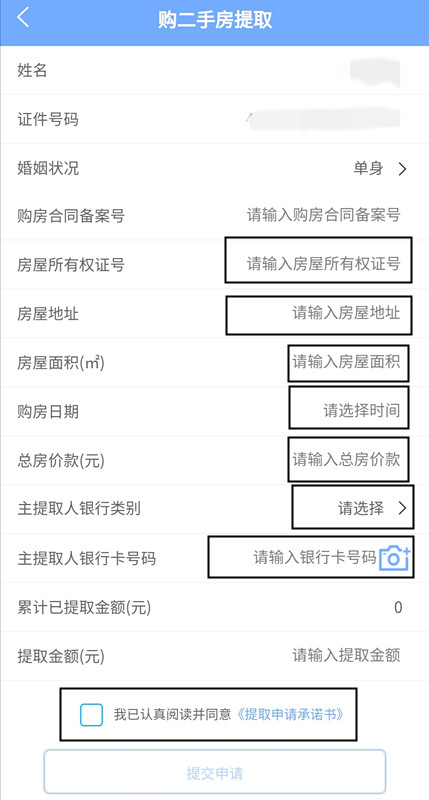 购二手房提取
姓名
证件号码
婚姻状况 单身
购房合同备案号 请输入购房合同备案号
房屋所有权证号 请输入房屋所有权证号
房屋地址 请输入房屋地址
房屋面积(㎡) 请输入房屋面积
购房日期 请选择时间
总房价款(元) 请输入总房价款
主提取人银行类别 请选择
主提取人银行卡号码 请输入银行卡号码
累计已提取金额(元) 0
提取金额(元) 请输入提取金额
我已认真阅读并同意《提取申请承诺书》
提交申请